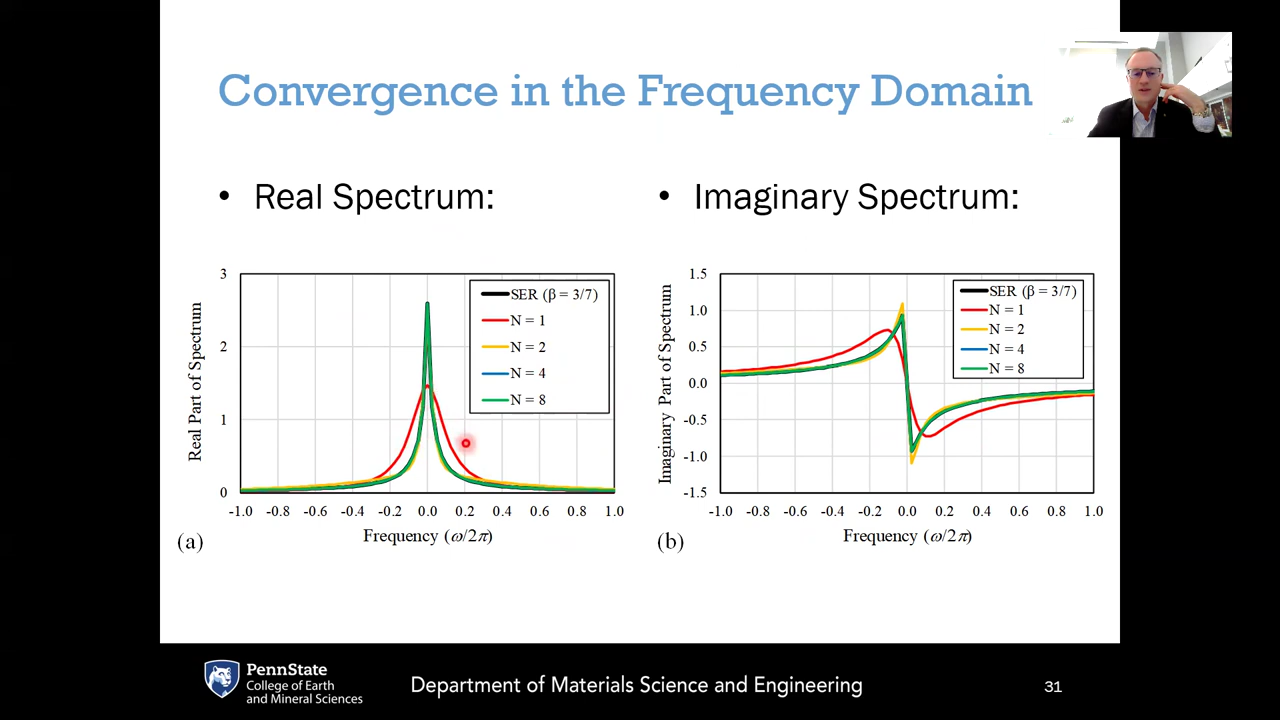 Convergence in the Frequency Domain
• Real Spectrum:
• Imaginary Spectrum:
Real Part of Spectrum
3
2
1
0
SER (β = 3/7)
N = 1
N = 2
N = 4
N = 8
-1.0 -0.8 -0.6 -0.4 -0.2 0.0 0.2 0.4 0.6 0.8 1.0
Frequency (ω/2π)
(a)
Imaginary Part of Spectrum
1.5
1.0
0.5
0.0
-0.5
-1.0
-1.5
SER (β = 3/7)
N = 1
N = 2
N = 4
N = 8
-1.0 -0.8 -0.6 -0.4 -0.2 0.0 0.2 0.4 0.6 0.8 1.0
Frequency (ω/2π)
(b)
PennState
College of Earth
and Mineral Sciences
Department of Materials Science and Engineering
31